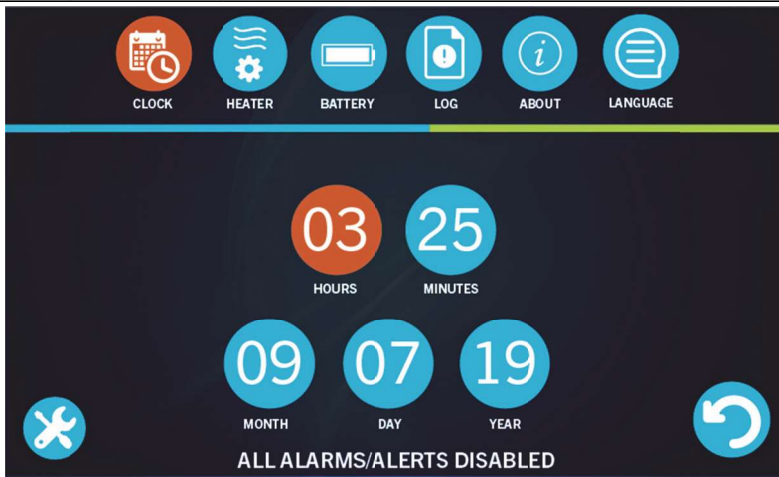 CLOCK HEATER BATTERY LOG ABOUT LANGUAGE
03 25
HOURS MINUTES
09 07 19
MONTH DAY YEAR
ALL ALARMS/ALERTS DISABLED